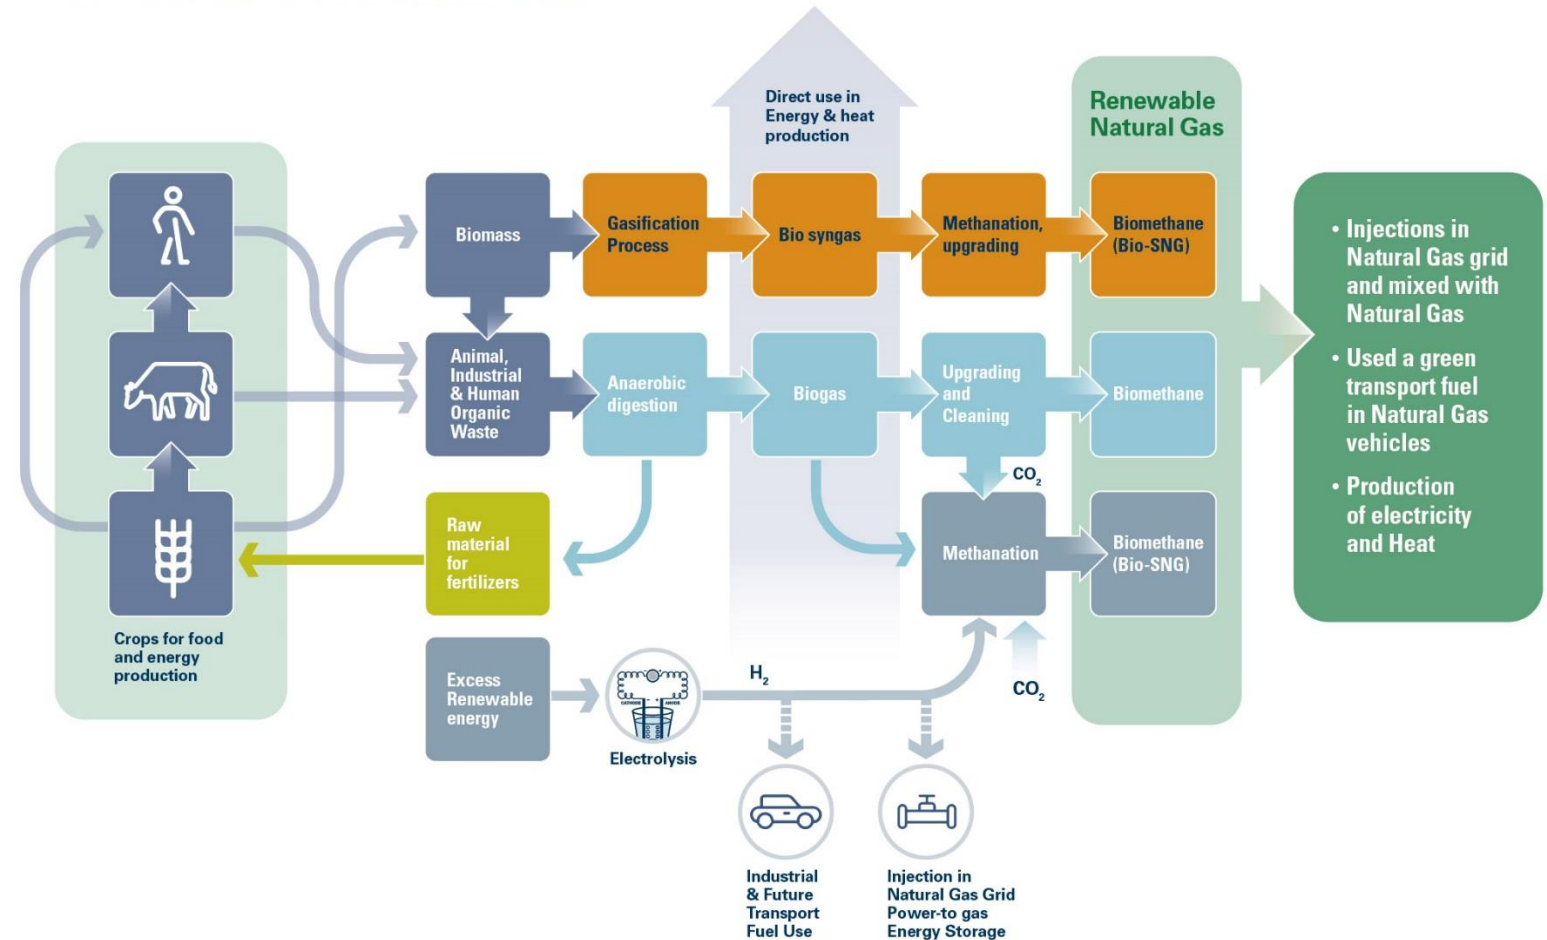 Direct use in
Energy & heat
production
Renewable
Natural Gas
Biomass
Gasification
Process
Bio syngas
Methanation,
upgrading
Biomethane
(Bio-SNG)
• Injections in
Natural Gas grid
and mixed with
Natural Gas
• Used a green
transport fuel
in Natural Gas
vehicles
• Production
of electricity
and Heat
Animal,
Industrial
& Human
Organic
Waste
Anaerobic
digestion
Biogas
Upgrading
and
Cleaning
Biomethane
CO₂
Raw
material
for
fertilizers
Methanation
Biomethane
(Bio-SNG)
Crops for food
and energy
production
Excess
Renewable
energy
CATHODE
ANODE
Electrolysis
H₂
CO₂
Industrial
& Future
Transport
Fuel Use
Injection in
Natural Gas Grid
Power-to gas
Energy Storage